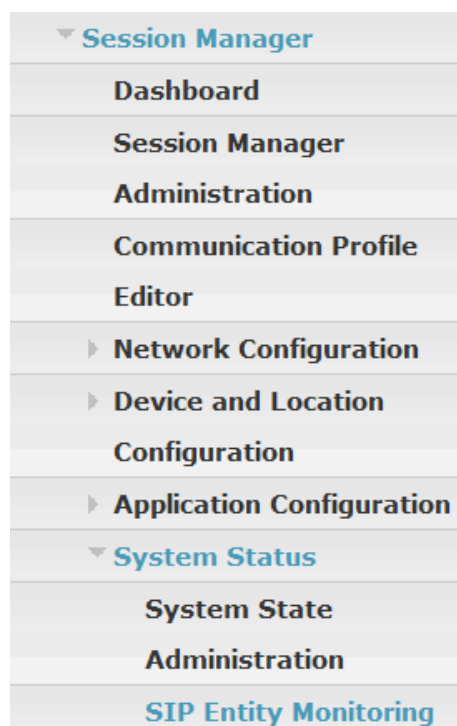 Session Manager
Dashboard
Session Manager
Administration
Communication Profile
Editor
Network Configuration
Device and Location
Configuration
Application Configuration
System Status
System State
Administration
SIP Entity Monitoring